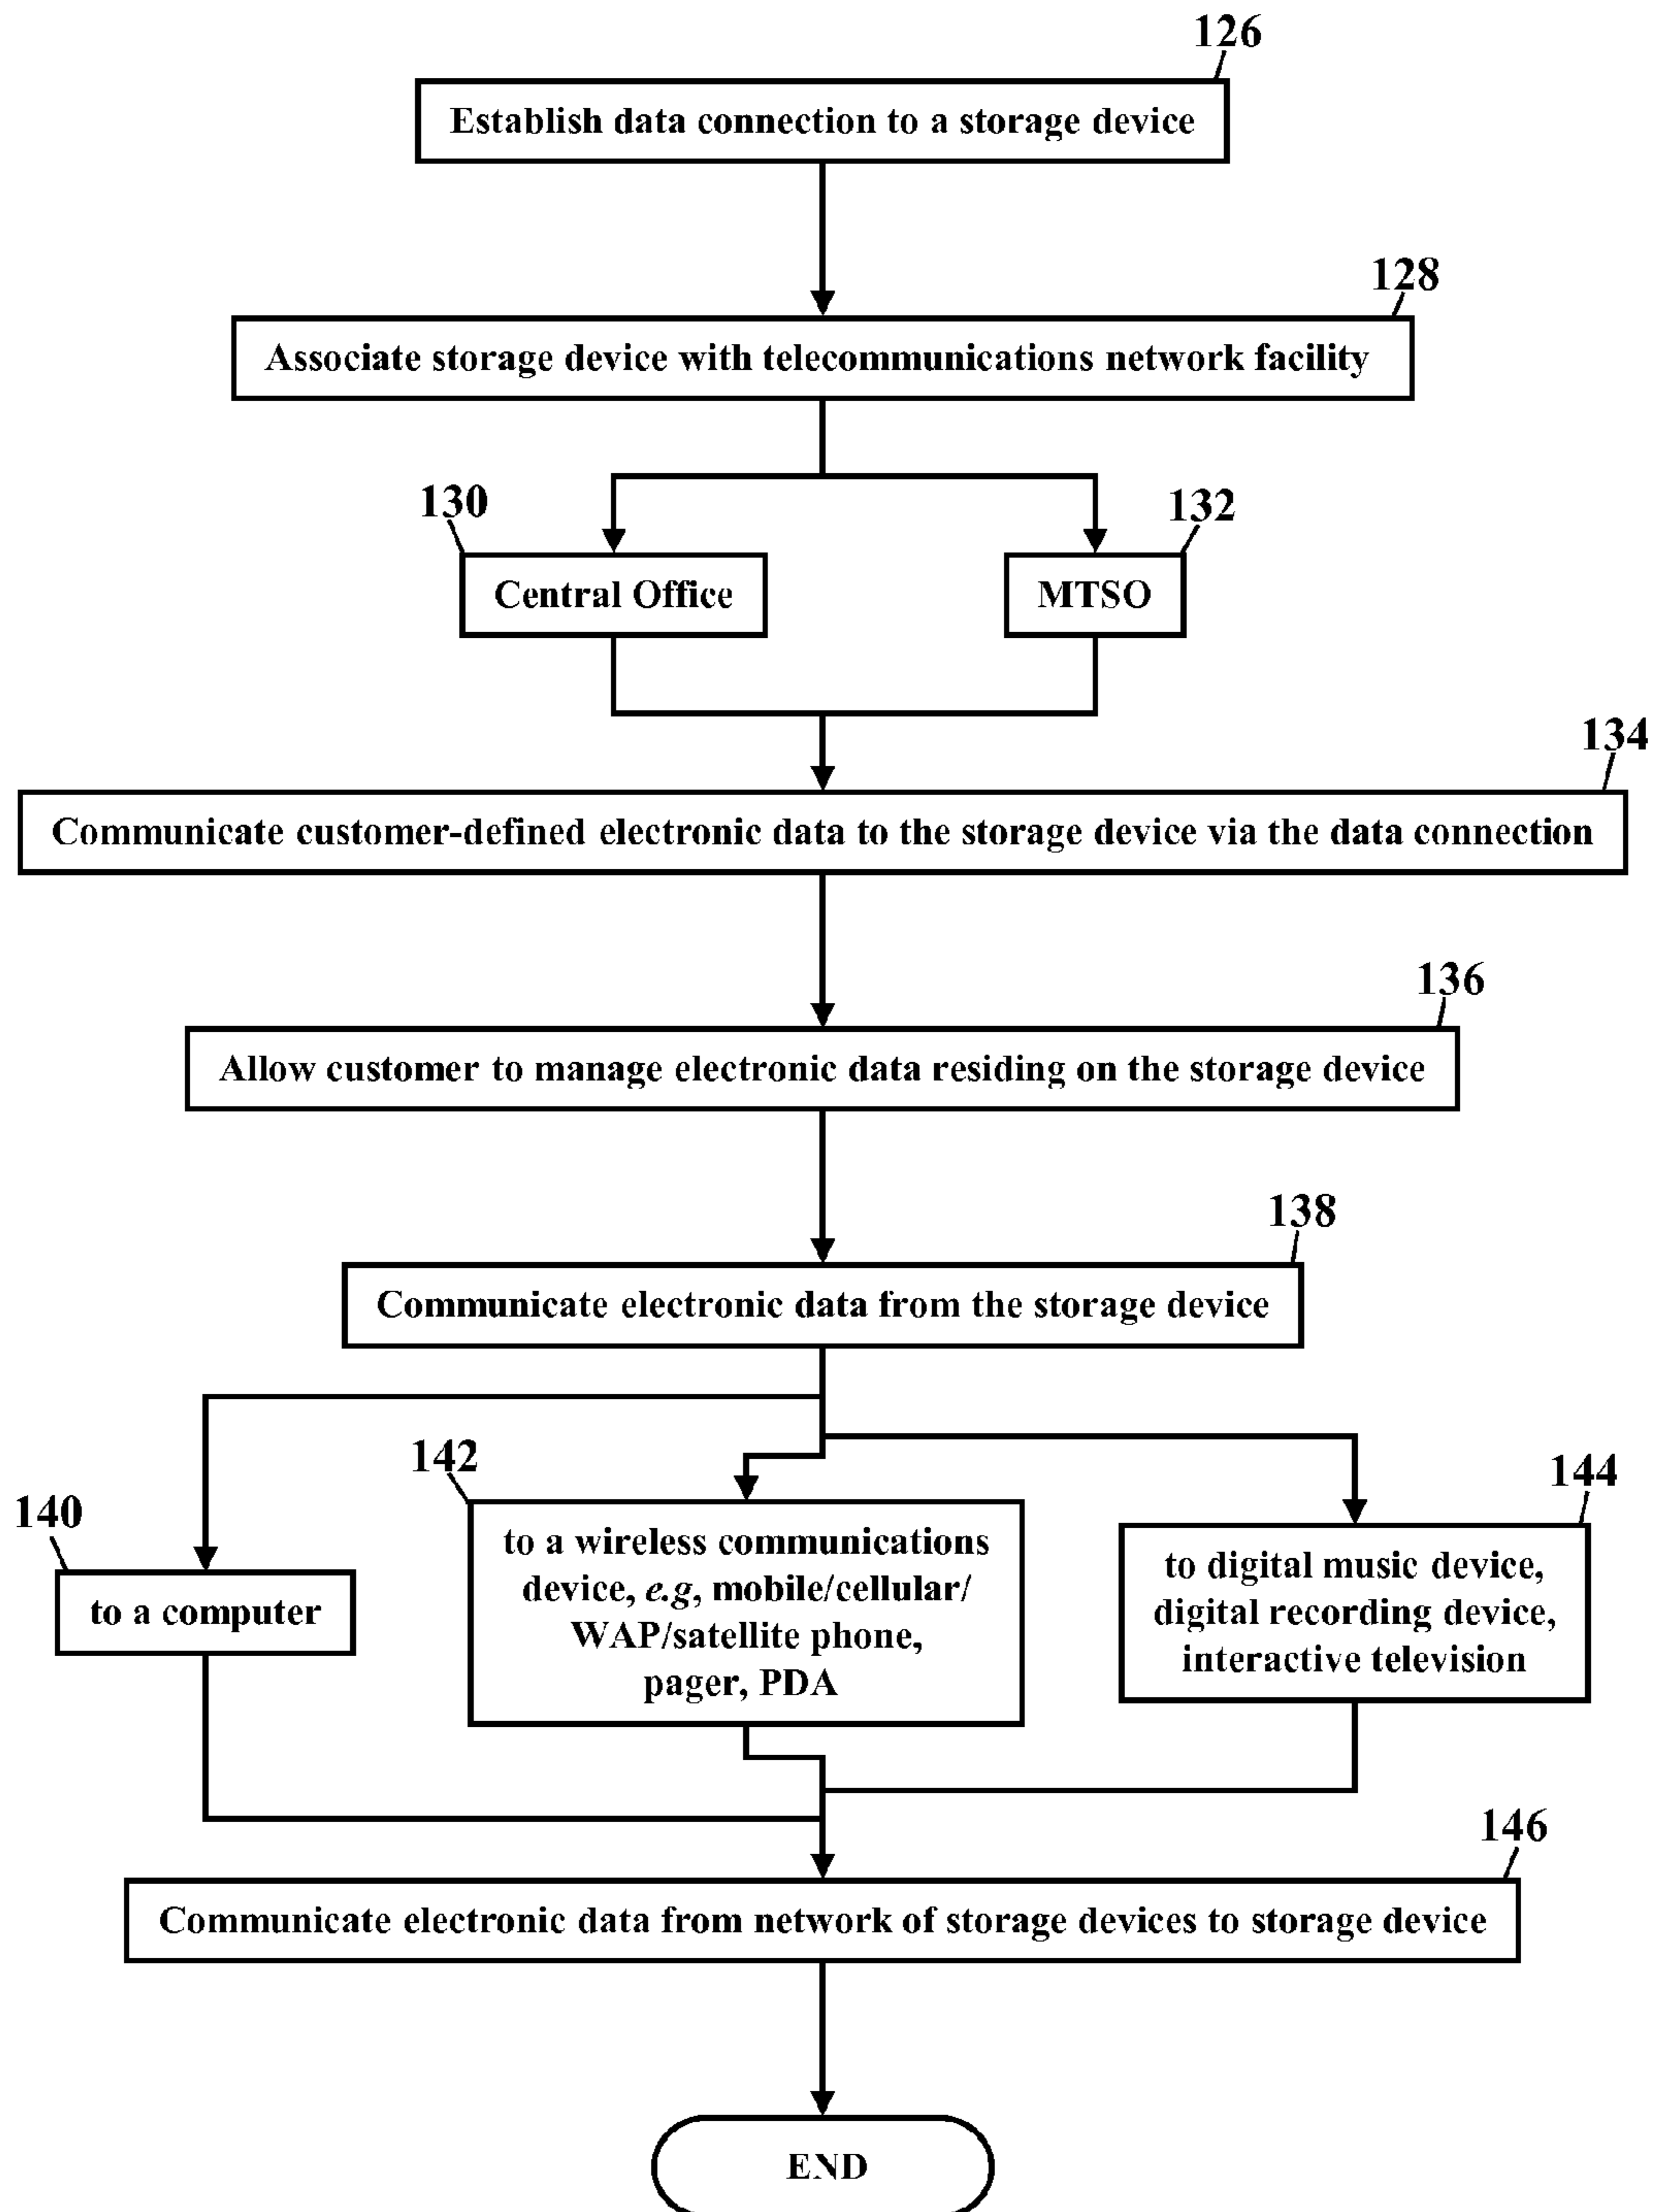 126
Establish data connection to a storage device
128
Associate storage device with telecommunications network facility
130
132
Central Office
MTSO
134
Communicate customer-defined electronic data to the storage device via the data connection
136
Allow customer to manage electronic data residing on the storage device
138
Communicate electronic data from the storage device
140
to a computer
142
to a wireless communications
device, e.g, mobile/cellular/
WAP/satellite phone,
pager, PDA
144
to digital music device,
digital recording device,
interactive television
146
Communicate electronic data from network of storage devices to storage device
END